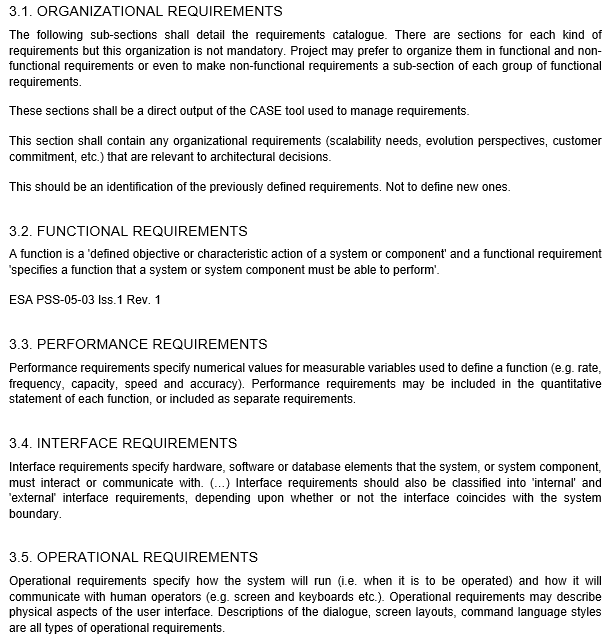 3.1. ORGANIZATIONAL REQUIREMENTS
The following sub-sections shall detail the requirements catalogue. There are sections for each kind of
requirements but this organization is not mandatory. Project may prefer to organize them in functional and non-
functional requirements or even to make non-functional requirements a sub-section of each group of functional
requirements.
These sections shall be a direct output of the CASE tool used to manage requirements.
This section shall contain any organizational requirements (scalability needs, evolution perspectives, customer
commitment, etc.) that are relevant to architectural decisions.
This should be an identification of the previously defined requirements. Not to define new ones.
3.2. FUNCTIONAL REQUIREMENTS
A function is a 'defined objective or characteristic action of a system or component' and a functional requirement
'specifies a function that a system or system component must be able to perform'.
ESA PSS-05-03 Iss.1 Rev. 1
3.3. PERFORMANCE REQUIREMENTS
Performance requirements specify numerical values for measurable variables used to define a function (e.g. rate,
frequency, capacity, speed and accuracy). Performance requirements may be included in the quantitative
statement of each function, or included as separate requirements.
3.4. INTERFACE REQUIREMENTS
Interface requirements specify hardware, software or database elements that the system, or system component,
must interact or communicate with. (...) Interface requirements should also be classified into 'internal' and
'external' interface requirements, depending upon whether or not the interface coincides with the system
boundary.
3.5. OPERATIONAL REQUIREMENTS
Operational requirements specify how the system will run (i.e. when it is to be operated) and how it will
communicate with human operators (e.g. screen and keyboards etc.). Operational requirements may describe
physical aspects of the user interface. Descriptions of the dialogue, screen layouts, command language styles
are all types of operational requirements.